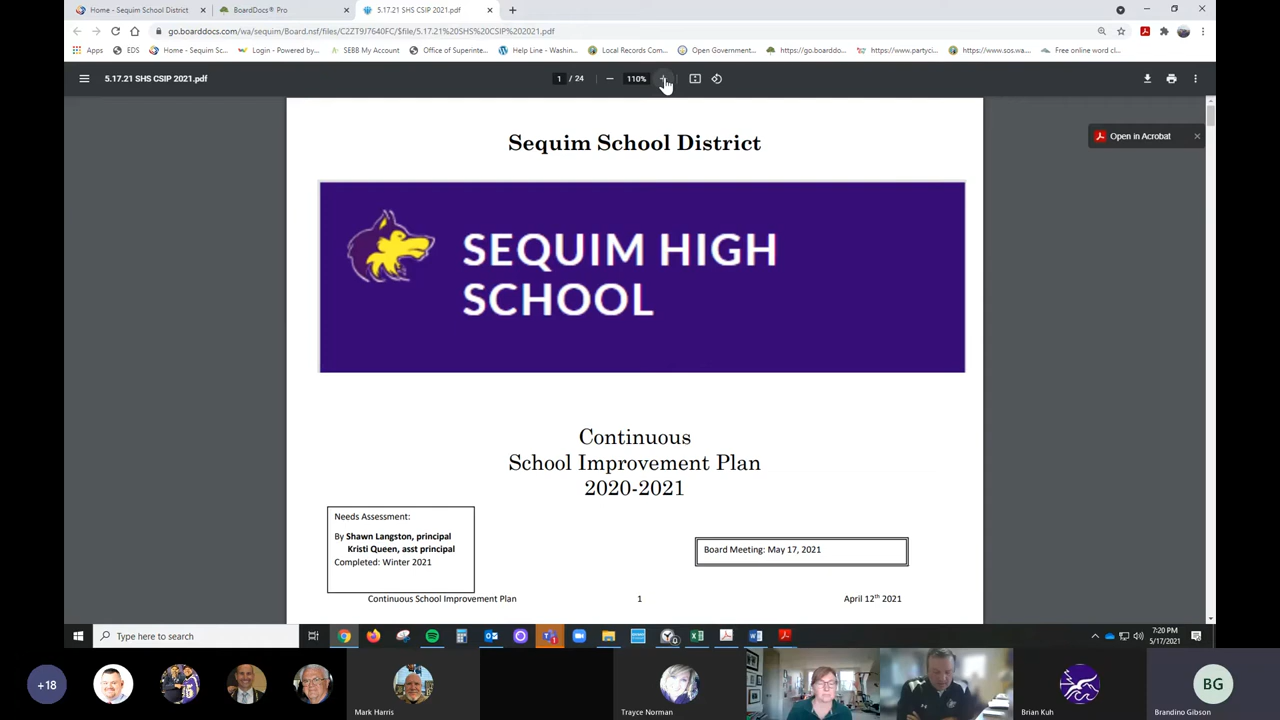 Home - Sequim School District
BoardDocs® Pro
5.17.21 SHS CSIP 2021.pdf
go.boarddocs.com/wa/sequim/Board.nsf/files/C2ZT9J7640FC/$file/5.17.21%20SHS%20CSIP%202021.pdf
Apps
EDS
Home - Sequim Sc...
Login - Powered by...
SEBB My Account
Office of Superinte...
Help Pdf - Washin...
Local Records Com...
Open Government...
https://go.boarddo...
https://www.partyci...
https://www.sos.wa...
Free online word cl...
5.17.21 SHS CSIP 2021.pdf
1 / 24
110%
Open in Acrobat
Sequim School District
SEQUIM HIGH
SCHOOL
Continuous
School Improvement Plan
2020-2021
Needs Assessment:
By Shawn Langston, principal
Kristi Queen, asst principal
Completed: Winter 2021
Board Meeting: May 17, 2021
Continuous School Improvement Plan
1
April 12th 2021
Type here to search
7:20 PM
5/17/2021
+18
Mark Harris
Trayce Norman
Brian Kuh
BG
Brandino Gibson